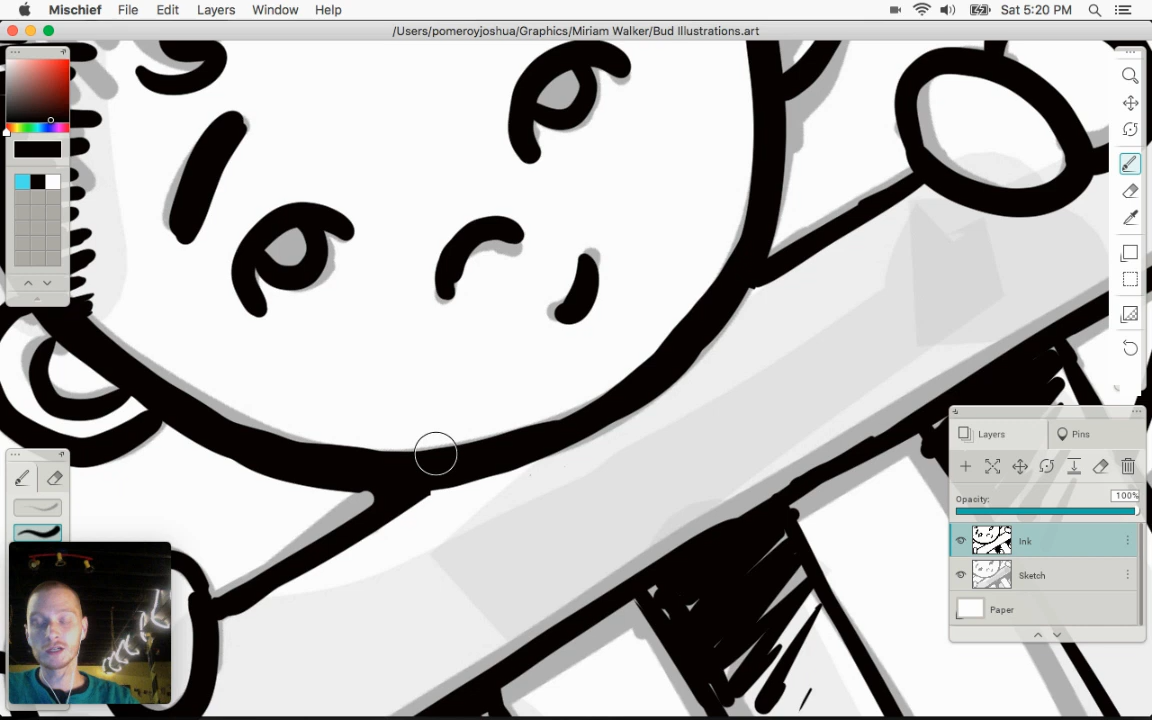 Mischief File Edit Layers Window Help Sat 5:20 PM
/Users/pomeroyjoshua/Graphics/Miriam Walker/Bud Illustrations.art
Layers Pins
Opacity: 100%
Ink
Sketch
Paper